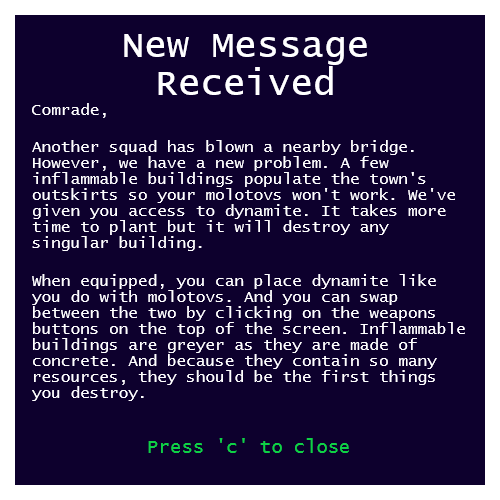 New Message
Received
Comrade,
Another squad has blown a nearby bridge.
However, we have a new problem. A few
inflammable buildings populate the town's
outskirts so your molotovs won't work. We've
given you access to dynamite. It takes more
time to plant but it will destroy any
singular building.
When equipped, you can place dynamite like
you do with molotovs. And you can swap
between the two by clicking on the weapons
buttons on the top of the screen. Inflammable
buildings are greyer as they are made of
concrete. And because they contain so many
resources, they should be the first things
you destroy.
Press 'c' to close